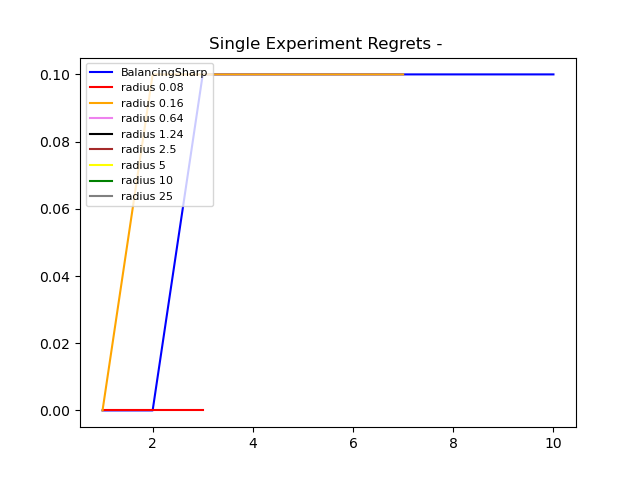 Single Experiment Regrets -
0.10
0.08
0.06
0.04
0.02
0.00
BalancingSharp
radius 0.08
radius 0.16
radius 0.64
radius 1.24
radius 2.5
radius 5
radius 10
radius 25
2 4 6 8 10